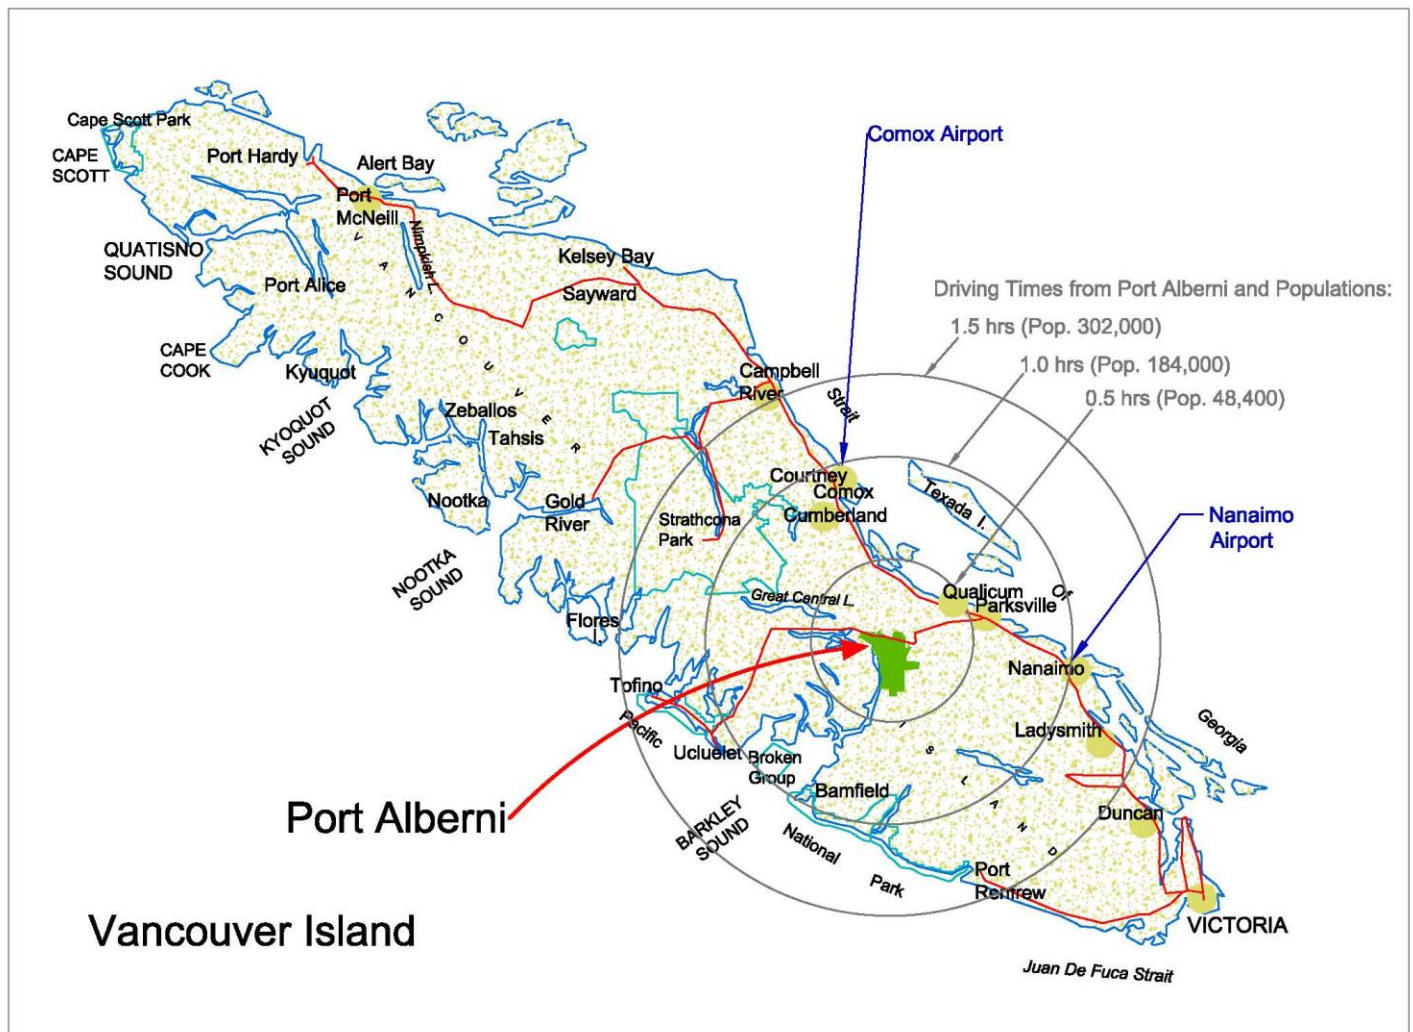 Cape Scott Park
CAPE
SCOTT
Port Hardy
Alert Bay
Port
McNeill
Nimpkish L.
QUATISNO
SOUND
Port Alice
Kelsey Bay
Sayward
CAPE
COOK
Kyuquot
KYOQUOT
SOUND
Zeballos
Tahsis
Nootka
Gold
River
NOOTKA
SOUND
Campbell
River
Strathcona
Park
Courtney
Comox
Cumberland
Comox Airport
Driving Times from Port Alberni and Populations:
1.5 hrs (Pop. 302,000)
1.0 hrs (Pop. 184,000)
0.5 hrs (Pop. 48,400)
Strait
Of
Georgia
Texada I.
Nanaimo
Airport
Great Central L.
Qualicum
Parksville
Nanaimo
Flores
I.
Tofino
Pacific
Ucluelet
Broken
Group
BARKLEY
SOUND
Bamfield
National
Park
Ladysmith
Duncan
Port
Renfrew
VICTORIA
Juan De Fuca Strait
VANCOUVER
ISLAND
Port Alberni
Vancouver Island